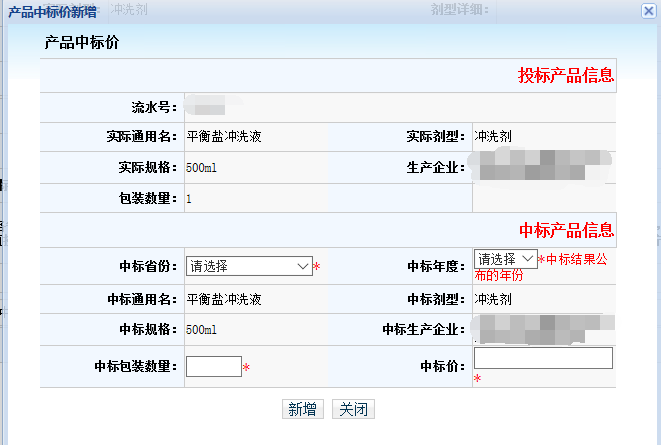 产品中标价新增
冲洗剂 剂型详细：
产品中标价
投标产品信息
流水号：
实际通用名： 平衡盐冲洗液 实际剂型： 冲洗剂
实际规格： 500ml 生产企业：
包装数量： 1
中标产品信息
中标省份： 请选择 * 中标年度： 请选择 *中标结果公
布的年份
中标通用名： 平衡盐冲洗液 中标剂型： 冲洗剂
中标规格： 500ml 中标生产企业：
中标包装数量： * 中标价：
*
新增 关闭